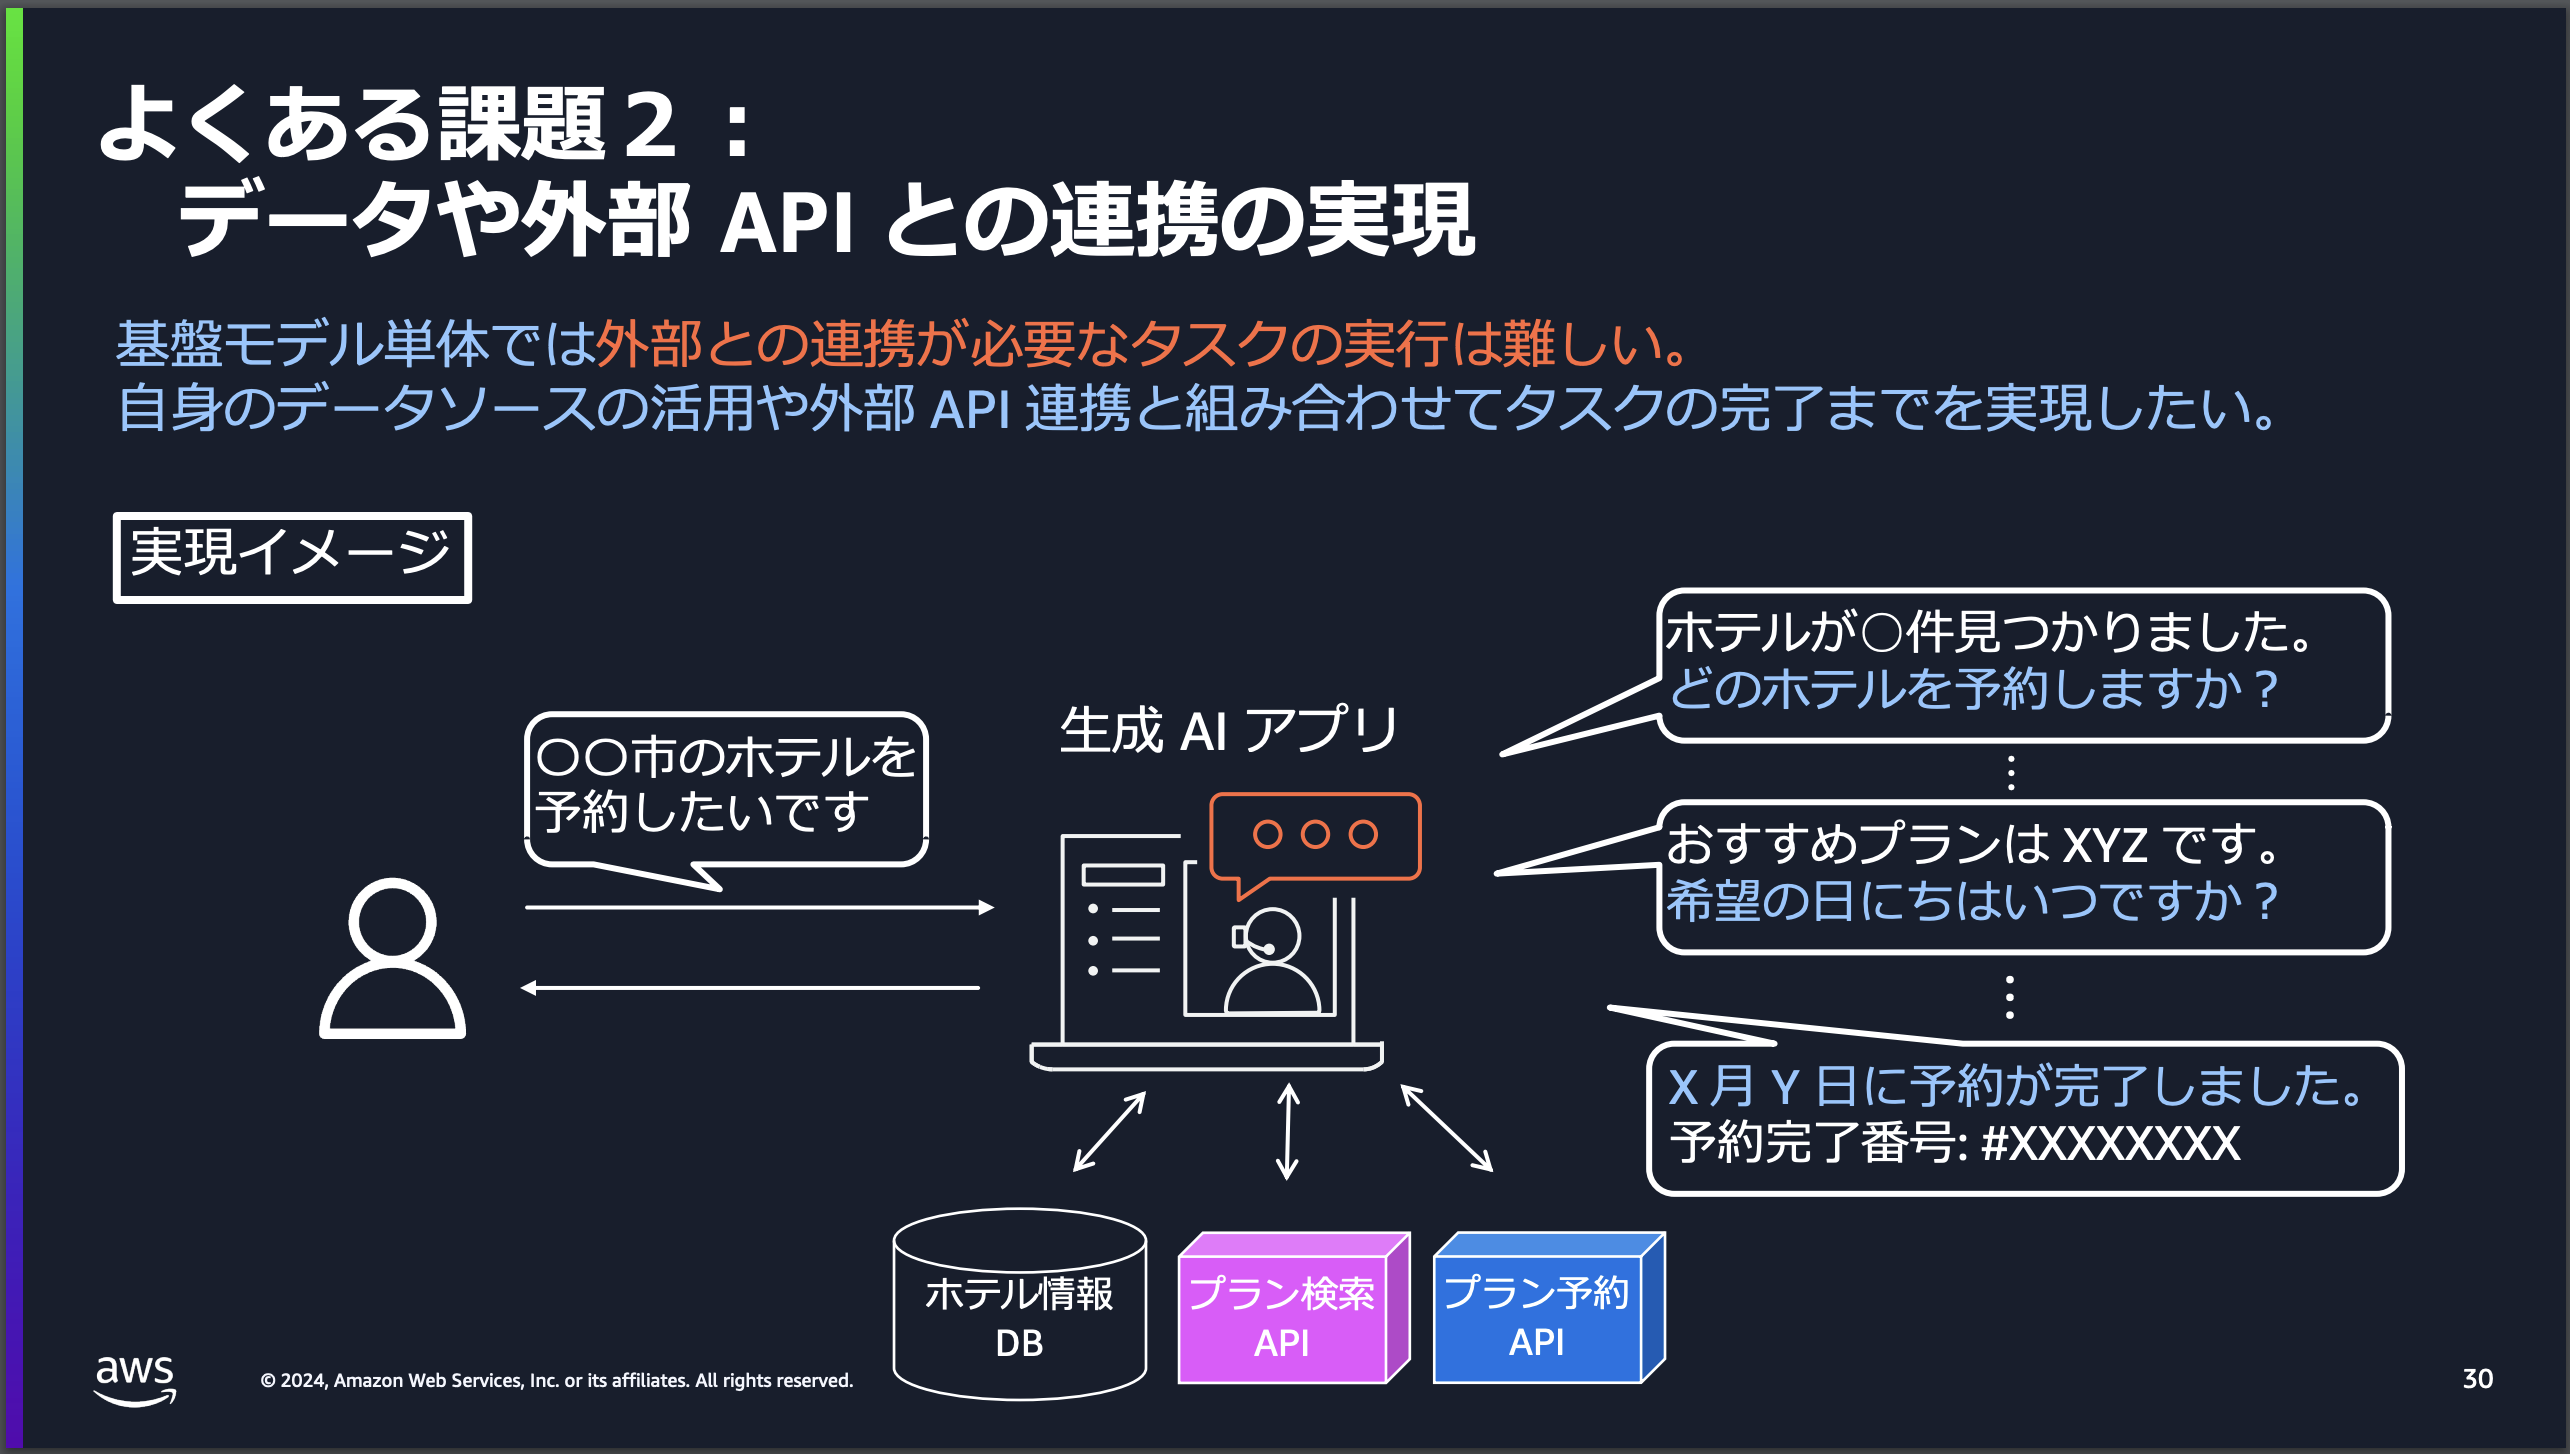 よくある課題２：
データや外部 API との連携の実現
基盤モデル単体では外部との連携が必要なタスクの実行は難しい。
自身のデータソースの活用や外部 API 連携と組み合わせてタスクの完了までを実現したい。
実現イメージ
〇〇市のホテルを
予約したいです
生成 AI アプリ
ホテルが○件見つかりました。
どのホテルを予約しますか？
おすすめプランは XYZ です。
希望の日にちはいつですか？
X 月 Y 日に予約が完了しました。
予約完了番号: #XXXXXXXX
ホテル情報
DB
プラン検索
API
プラン予約
API
aws
© 2024, Amazon Web Services, Inc. or its affiliates. All rights reserved.
30